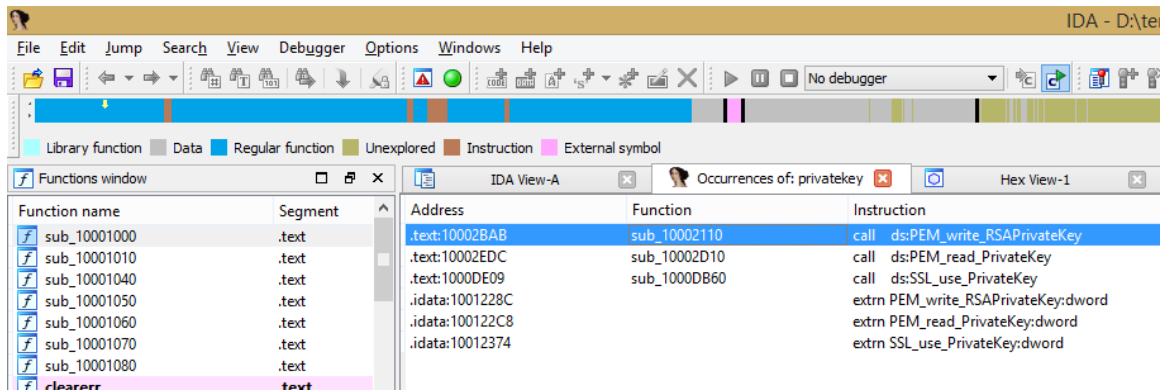 IDA - D:\te
File Edit Jump Search View Debugger Options Windows Help
No debugger
Library function Data Regular function Unexplored Instruction External symbol
Functions window IDA View-A Occurrences of: privatekey Hex View-1
Function name Segment Address Function Instruction
sub_10001000 .text .text:10002BAB sub_10002110 call ds:PEM_write_RSAPrivateKey
sub_10001010 .text .text:10002EDC sub_10002D10 call ds:PEM_read_PrivateKey
sub_10001040 .text .text:1000DE09 sub_1000DB60 call ds:SSL_use_PrivateKey
sub_10001050 .text .idata:1001228C extrn PEM_write_RSAPrivateKey:dword
sub_10001060 .text .idata:100122C8 extrn PEM_read_PrivateKey:dword
sub_10001070 .text .idata:10012374 extrn SSL_use_PrivateKey:dword
sub_10001080 .text
clearerr .text